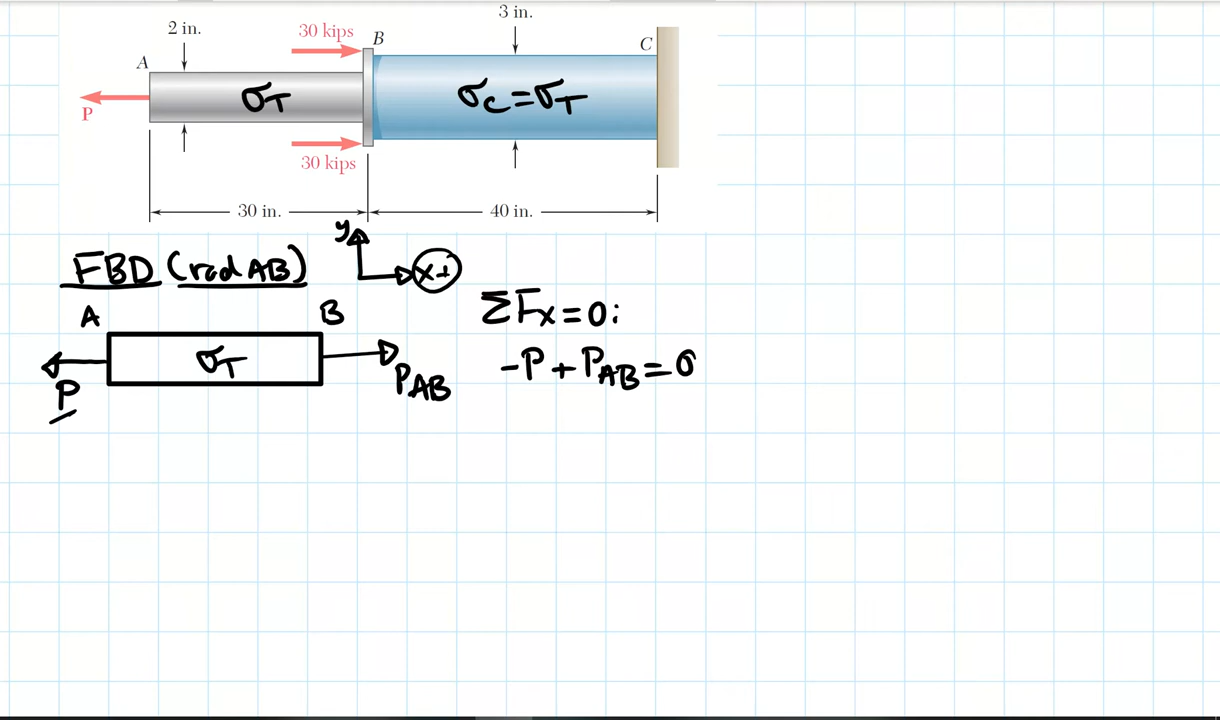 3 in.
2 in.
30 kips
B
C
A
σT
σC=σT
P
30 kips
30 in.
40 in.
y
FBD (rod AB)
x+
ΣFx=0;
A
B
σT
-P+PAB=0
P
PAB